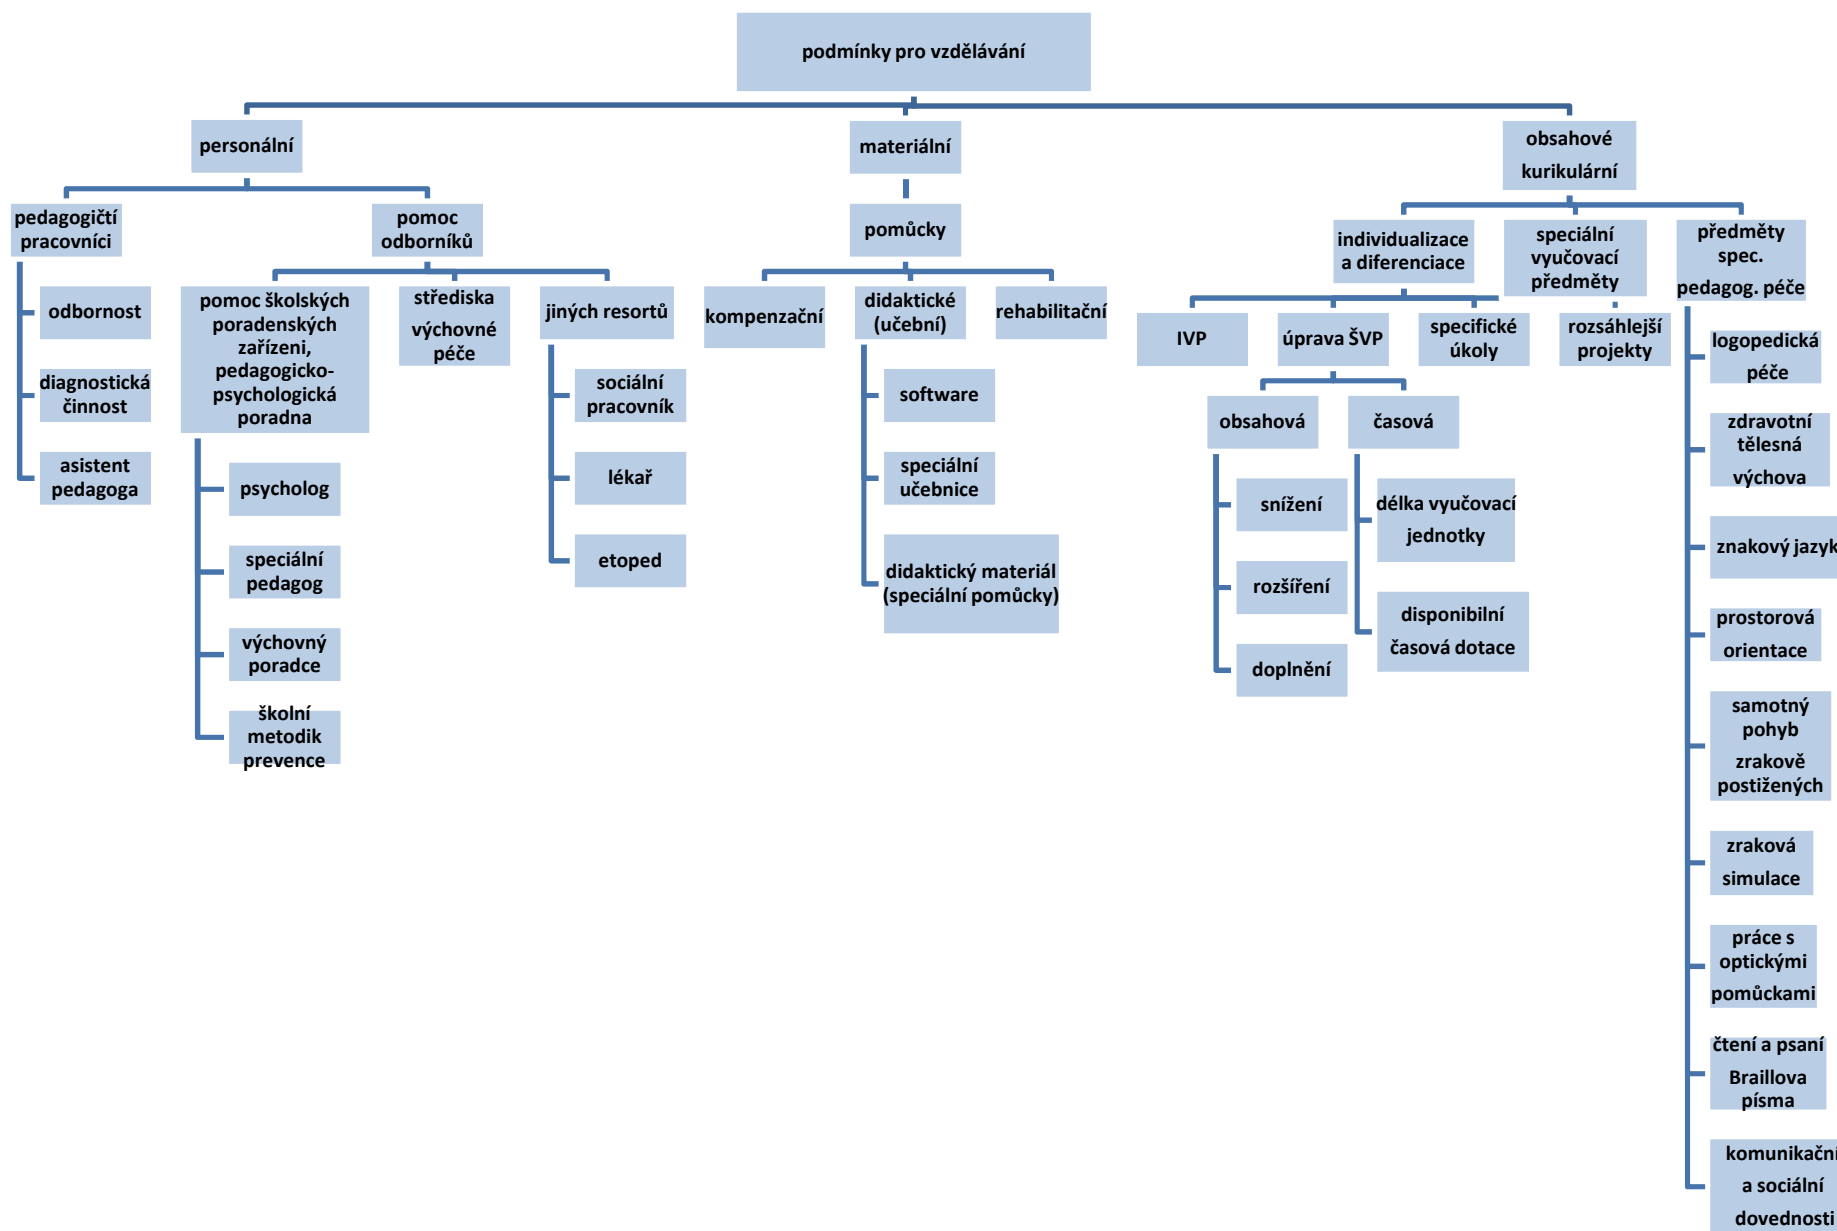 podmínky pro vzdělávání
personální
pedagogičtí
pracovníci
odbornost
diagnostická
činnost
asistent
pedagoga
pomoc
odborníků
pomoc školských
poradenských
zařízeni,
pedagogicko-
psychologická
poradna
psycholog
speciální
pedagog
výchovný
poradce
školní
metodik
prevence
střediska
výchovné
péče
jiných resortů
sociální
pracovník
lékař
etoped
materiální
pomůcky
kompenzační
didaktické
(učební)
software
speciální
učebnice
didaktický materiál
(speciální pomůcky)
rehabilitační
obsahové
kurikulární
individualizace
a diferenciace
IVP
úprava ŠVP
obsahová
snížení
rozšíření
doplnění
časová
délka vyučovací
jednotky
disponibilní
časová dotace
specifické
úkoly
rozsáhlejší
projekty
speciální
vyučovací
předměty
předměty
spec.
pedagog. péče
logopedická
péče
zdravotní
tělesná
výchova
znakový jazyk
prostorová
orientace
samotný
pohyb
zrakově
postižených
zraková
simulace
práce s
optickými
pomůckami
čtení a psaní
Braillova
písma
komunikační
a sociální
dovednosti